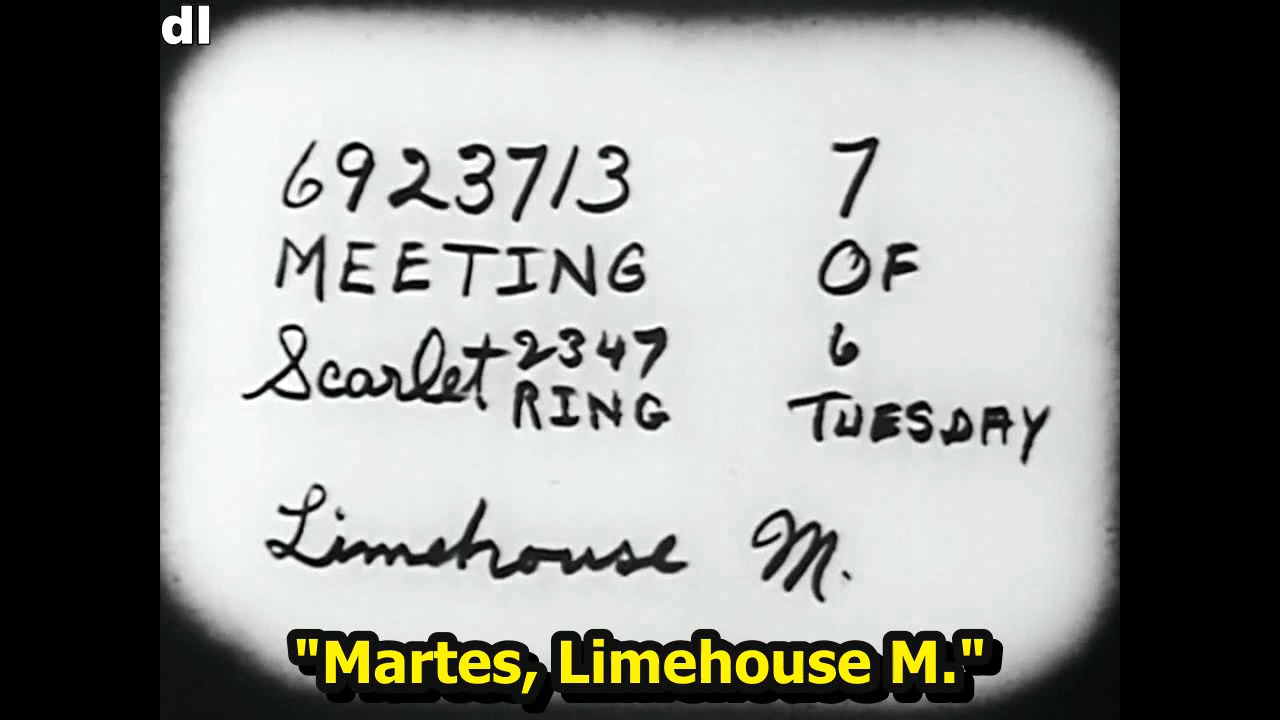 dl
6923713 7
MEETING OF
Scarlet 2347 6
RING TUESDAY
Limehouse M.
"Martes, Limehouse M."